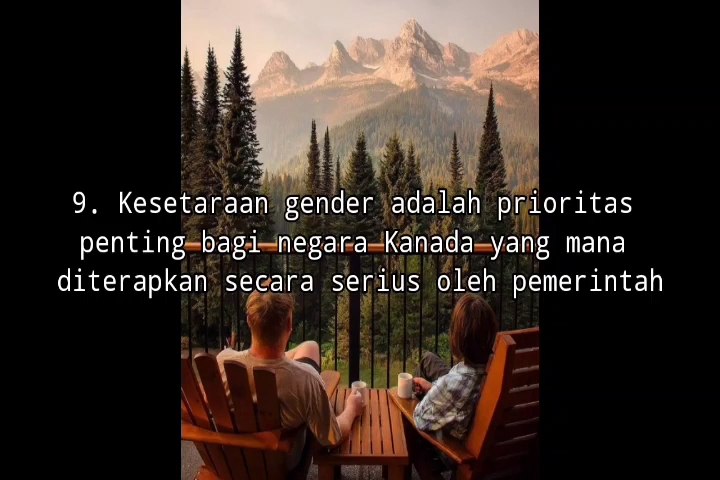 9. Kesetaraan gender adalah prioritas
penting bagi negara Kanada yang mana
diterapkan secara serius oleh pemerintah